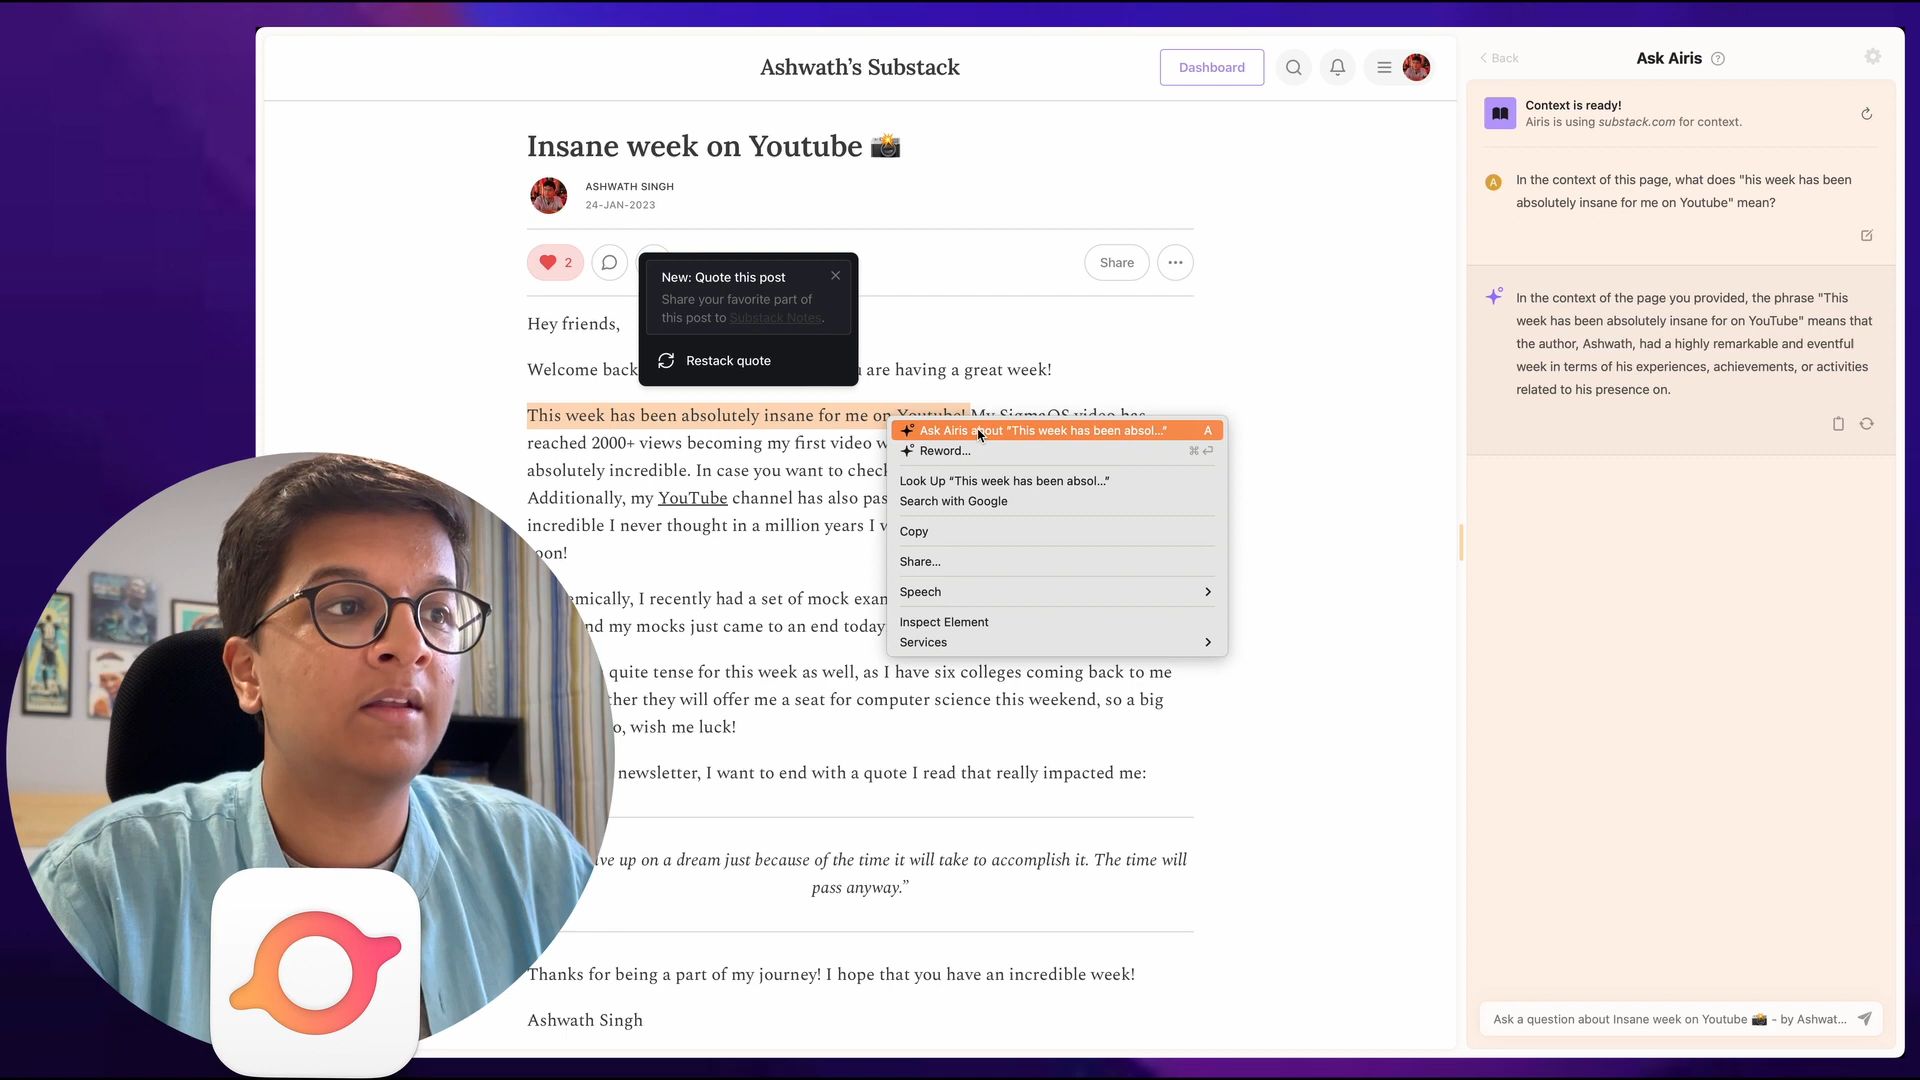 Ashwath’s Substack
Dashboard
Insane week on Youtube
ASHWATH SINGH
24-JAN-2023
2
Share
New: Quote this post
Share your favorite part of
this post to Substack Notes.
Restack quote
Hey friends,
Welcome back
are having a great week!
This week has been absolutely insane for me on Youtube! My SigmaOS video has
reached 2000+ views becoming my first video
absolutely incredible. In case you want to check
Additionally, my YouTube channel has also
incredible I never thought in a million years I
oon!
emically, I recently had a set of mock
nd my mocks just came to an end today
quite tense for this week as well, as I have six colleges coming back to me
ther they will offer me a seat for computer science this weekend, so a big
o, wish me luck!
newsletter, I want to end with a quote I read that really impacted me:
ve up on a dream just because of the time it will take to accomplish it. The time will
pass anyway.”
Thanks for being a part of my journey! I hope that you have an incredible week!
Ashwath Singh
Ask Airis about “This week has been absol...” A
Reword... ⌘ ⏎
Look Up “This week has been absol...”
Search with Google
Copy
Share...
Speech
Inspect Element
Services
Back
Ask Airis
Context is ready!
Airis is using substack.com for context.
A
In the context of this page, what does "his week has been
absolutely insane for me on Youtube" mean?
In the context of the page you provided, the phrase "This
week has been absolutely insane for on YouTube" means that
the author, Ashwath, had a highly remarkable and eventful
week in terms of his experiences, achievements, or activities
related to his presence on.
Ask a question about Insane week on Youtube - by Ashwat...